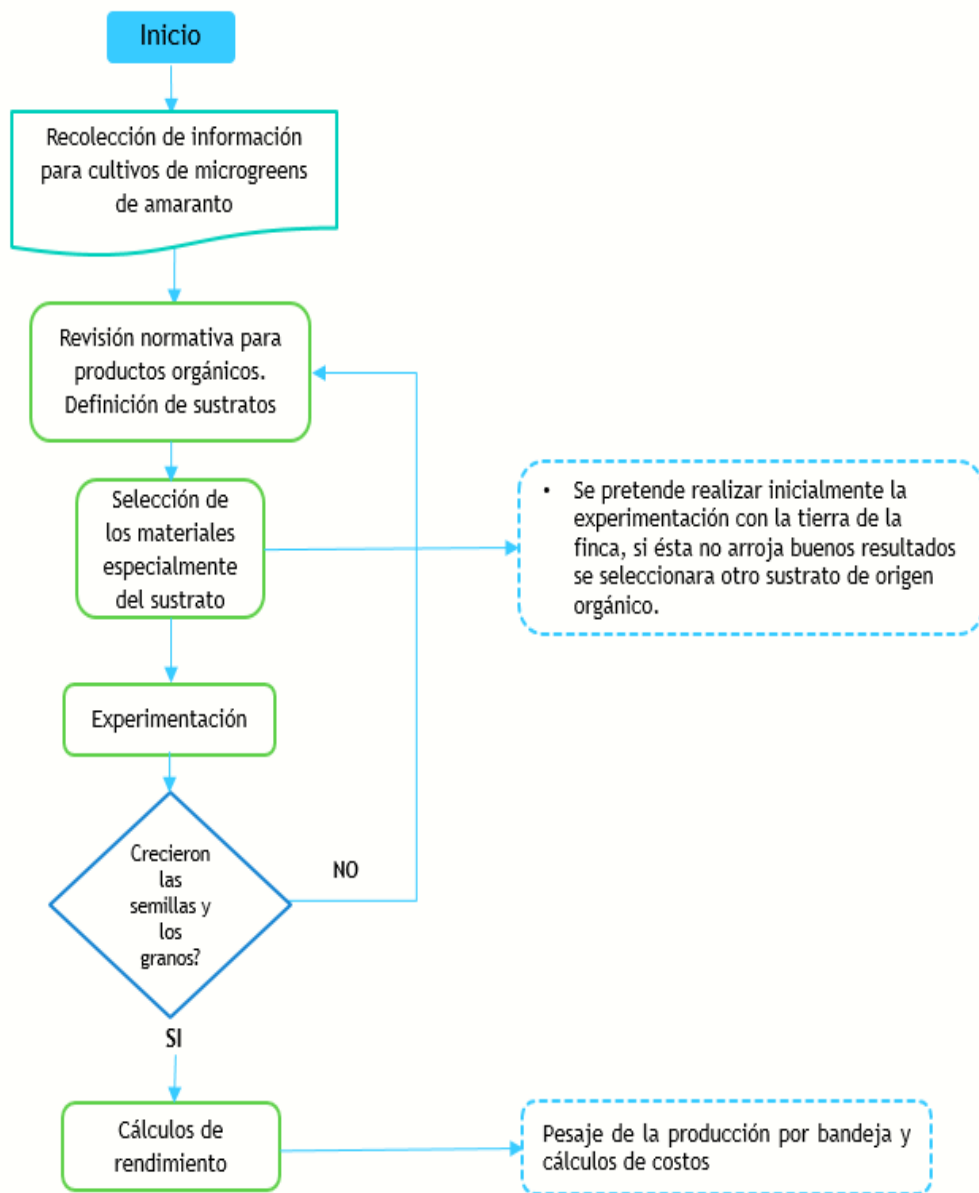 Inicio
Recolección de información
para cultivos de microgreens
de amaranto
Revisión normativa para
productos orgánicos.
Definición de sustratos
Selección de
los materiales
especialmente
del sustrato
• Se pretende realizar inicialmente la
experimentación con la tierra de la
finca, si ésta no arroja buenos resultados
se seleccionara otro sustrato de origen
orgánico.
Experimentación
Crecieron
las
semillas y
los
granos?
NO
SI
Cálculos de
rendimiento
Pesaje de la producción por bandeja y
cálculos de costos